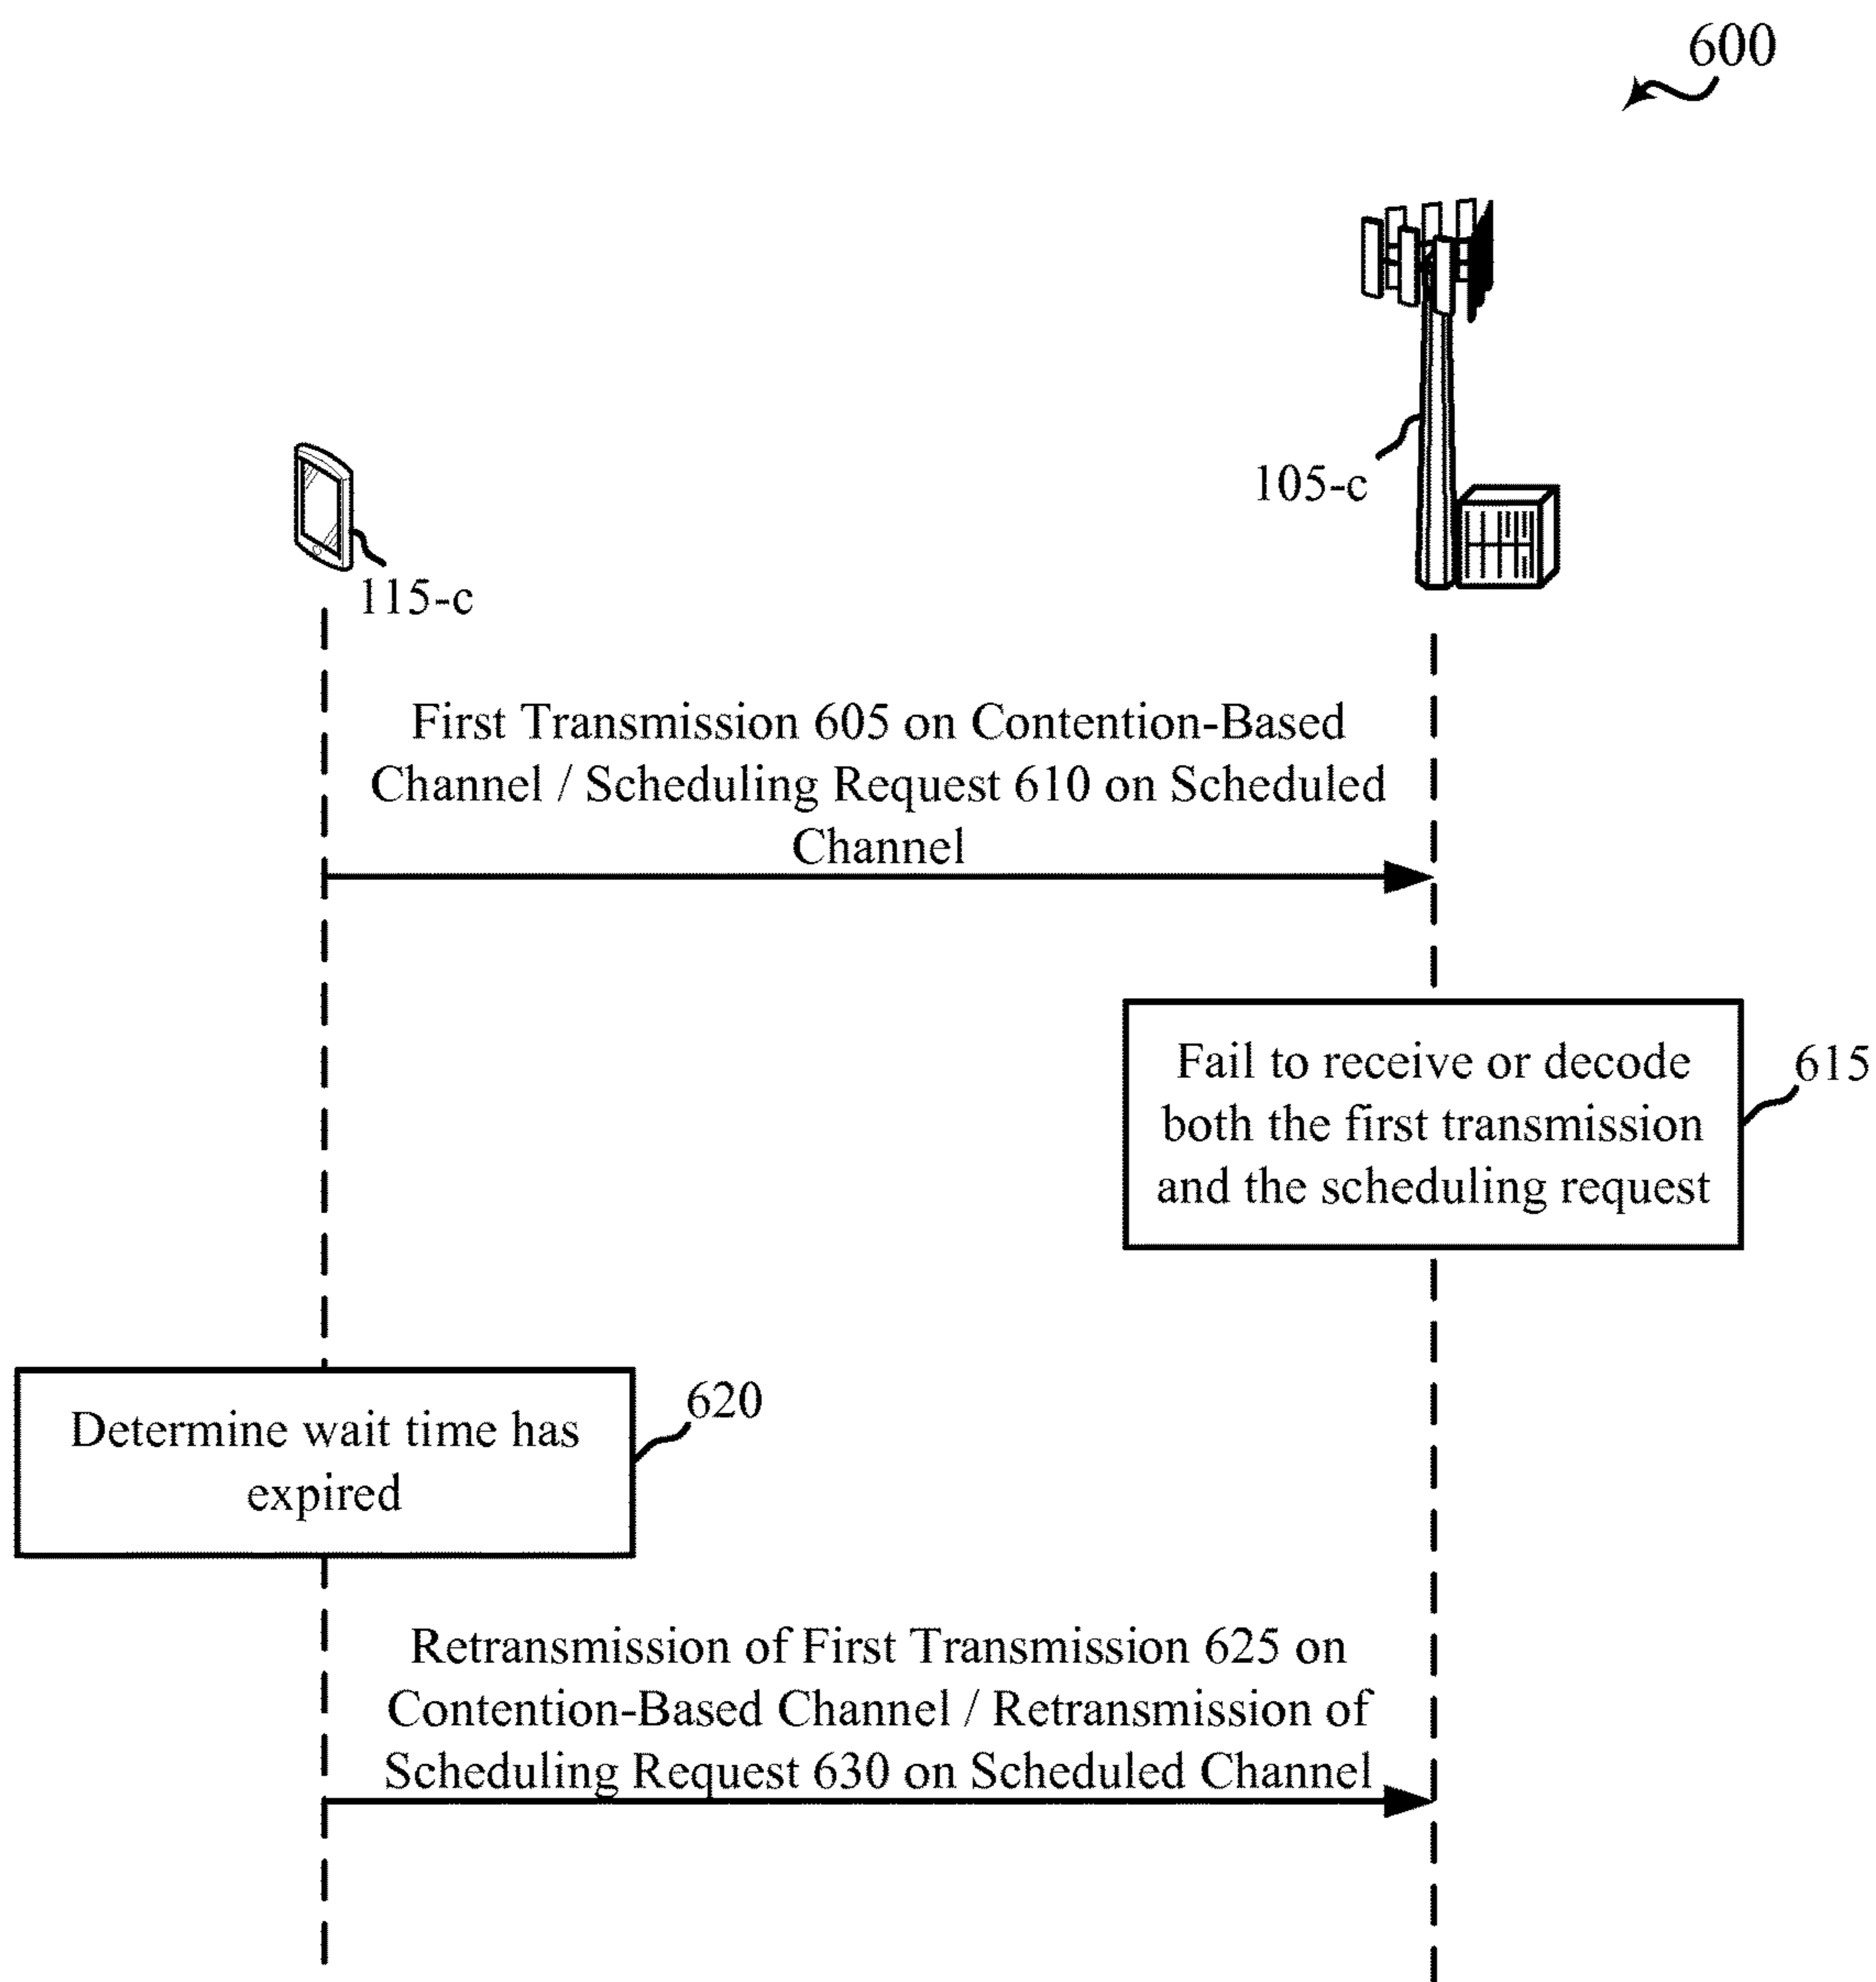 600
105-c
115-c
First Transmission 605 on Contention-Based
Channel / Scheduling Request 610 on Scheduled
Channel
Fail to receive or decode
both the first transmission
and the scheduling request
615
Determine wait time has
expired
620
Retransmission of First Transmission 625 on
Contention-Based Channel / Retransmission of
Scheduling Request 630 on Scheduled Channel